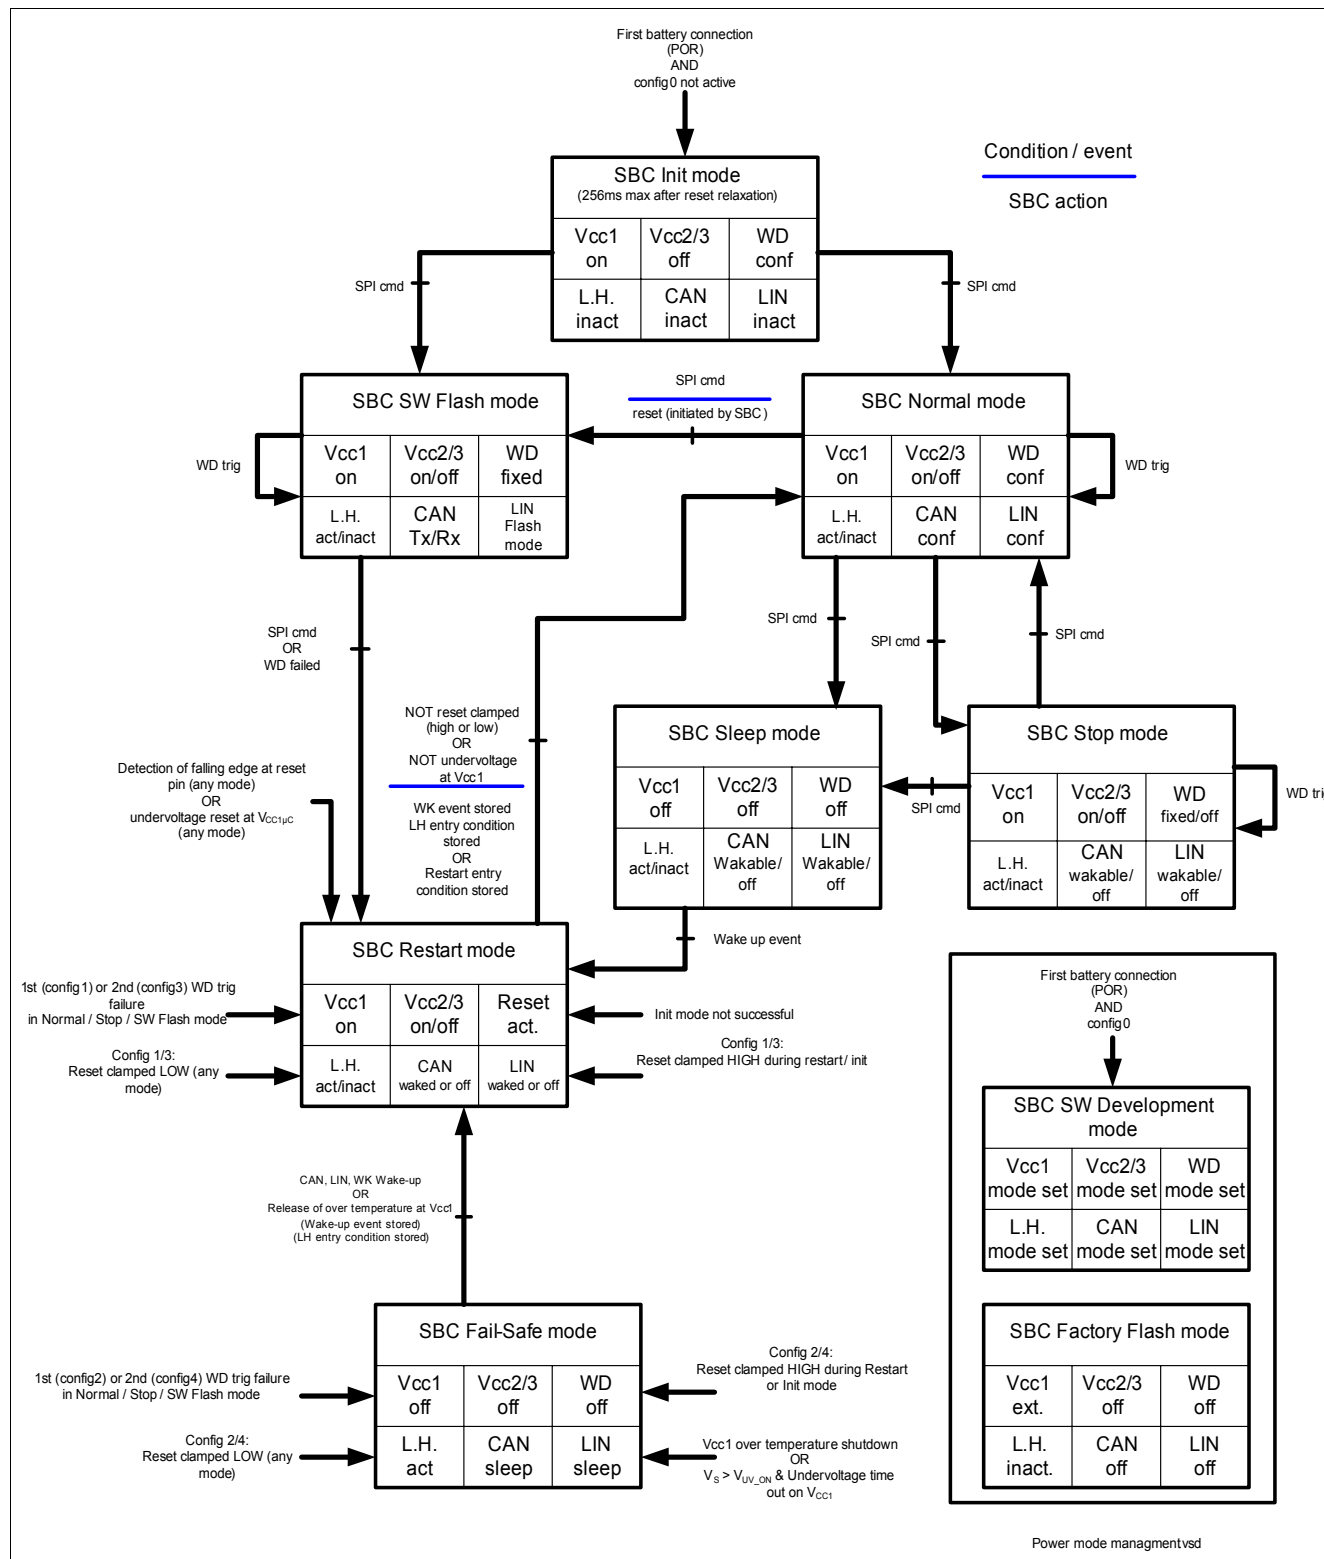 First battery connection
(POR)
AND
config0 not active
Condition / event
SBC action
SBC Init mode
(256ms max after reset relaxation)
Vcc1
on
Vcc2/3
off
WD
conf
L.H.
inact
CAN
inact
LIN
inact
SPI cmd
SPI cmd
SBC SW Flash mode
Vcc1
on
Vcc2/3
on/off
WD
fixed
L.H.
act/inact
CAN
Tx/Rx
LIN
Flash
mode
WD trig
SPI cmd
reset (initiated by SBC)
SBC Normal mode
Vcc1
on
Vcc2/3
on/off
WD
conf
L.H.
act/inact
CAN
conf
LIN
conf
WD trig
SPI cmd
OR
WD failed
SPI cmd
SPI cmd
SPI cmd
NOT reset clamped
(high or low)
OR
NOT undervoltage
at Vcc1
WK event stored
LH entry condition
stored
OR
Restart entry
condition stored
Detection of falling edge at reset
pin (any mode)
OR
undervoltage reset at VCC1µC
(any mode)
SBC Sleep mode
Vcc1
off
Vcc2/3
off
WD
off
L.H.
act/inact
CAN
Wakable/
off
LIN
Wakable/
off
SPI cmd
SBC Stop mode
Vcc1
on
Vcc2/3
on/off
WD
fixed/off
L.H.
act/inact
CAN
wakable/
off
LIN
wakable/
off
WD trig
Wake up event
SBC Restart mode
Vcc1
on
Vcc2/3
on/off
Reset
act.
L.H.
act/inact
CAN
waked or off
LIN
waked or off
1st (config1) or 2nd (config3) WD trig
failure
in Normal / Stop / SW Flash mode
Config 1/3:
Reset clamped LOW (any
mode)
Init mode not successful
Config 1/3:
Reset clamped HIGH during restart / init
CAN, LIN, WK Wake-up
OR
Release of over temperature at Vcc1
(Wake-up event stored)
(LH entry condition stored)
SBC Fail-Safe mode
Vcc1
off
Vcc2/3
off
WD
off
L.H.
act
CAN
sleep
LIN
sleep
1st (config2) or 2nd (config4) WD trig failure
in Normal / Stop / SW Flash mode
Config 2/4:
Reset clamped LOW (any
mode)
Config 2/4:
Reset clamped HIGH during Restart
or Init mode
Vcc1 over temperature shutdown
OR
VS > VUV_ON & Undervoltage time
out on VCC1
First battery connection
(POR)
AND
config0
SBC SW Development
mode
Vcc1
mode set
Vcc2/3
mode set
WD
mode set
L.H.
mode set
CAN
mode set
LIN
mode set
SBC Factory Flash mode
Vcc1
ext.
Vcc2/3
off
WD
off
L.H.
inact.
CAN
off
LIN
off
Power mode managment.vsd